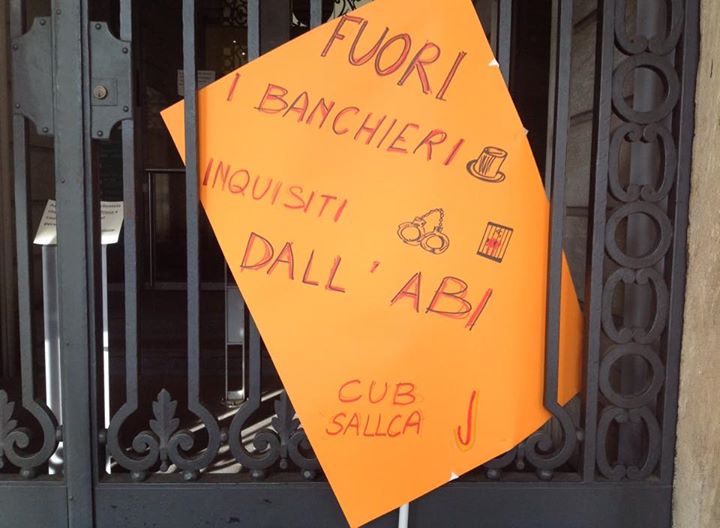 FUORI
I BANCHIERI
INQUISITI
DALL' ABI
CUB
SALLCA